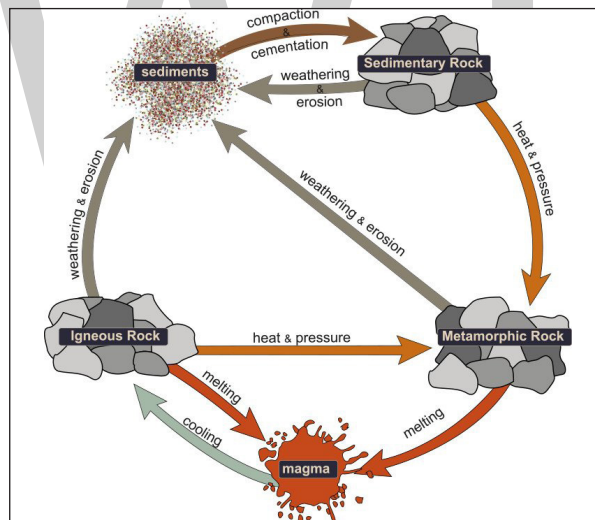 compaction
&
cementation
sediments
Sedimentary Rock
weathering
&
erosion
heat & pressure
weathering & erosion
weathering & erosion
Igneous Rock
heat & pressure
Metamorphic Rock
melting
cooling
melting
magma